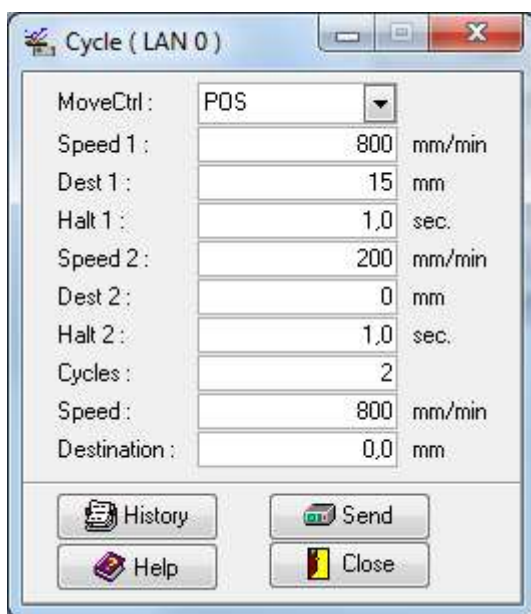 Cycle ( LAN 0 )
MoveCtrl : POS
Speed 1 : 800 mm/min
Dest 1 : 15 mm
Halt 1 : 1,0 sec.
Speed 2 : 200 mm/min
Dest 2 : 0 mm
Halt 2 : 1,0 sec.
Cycles : 2
Speed : 800 mm/min
Destination : 0,0 mm
History Send
Help Close